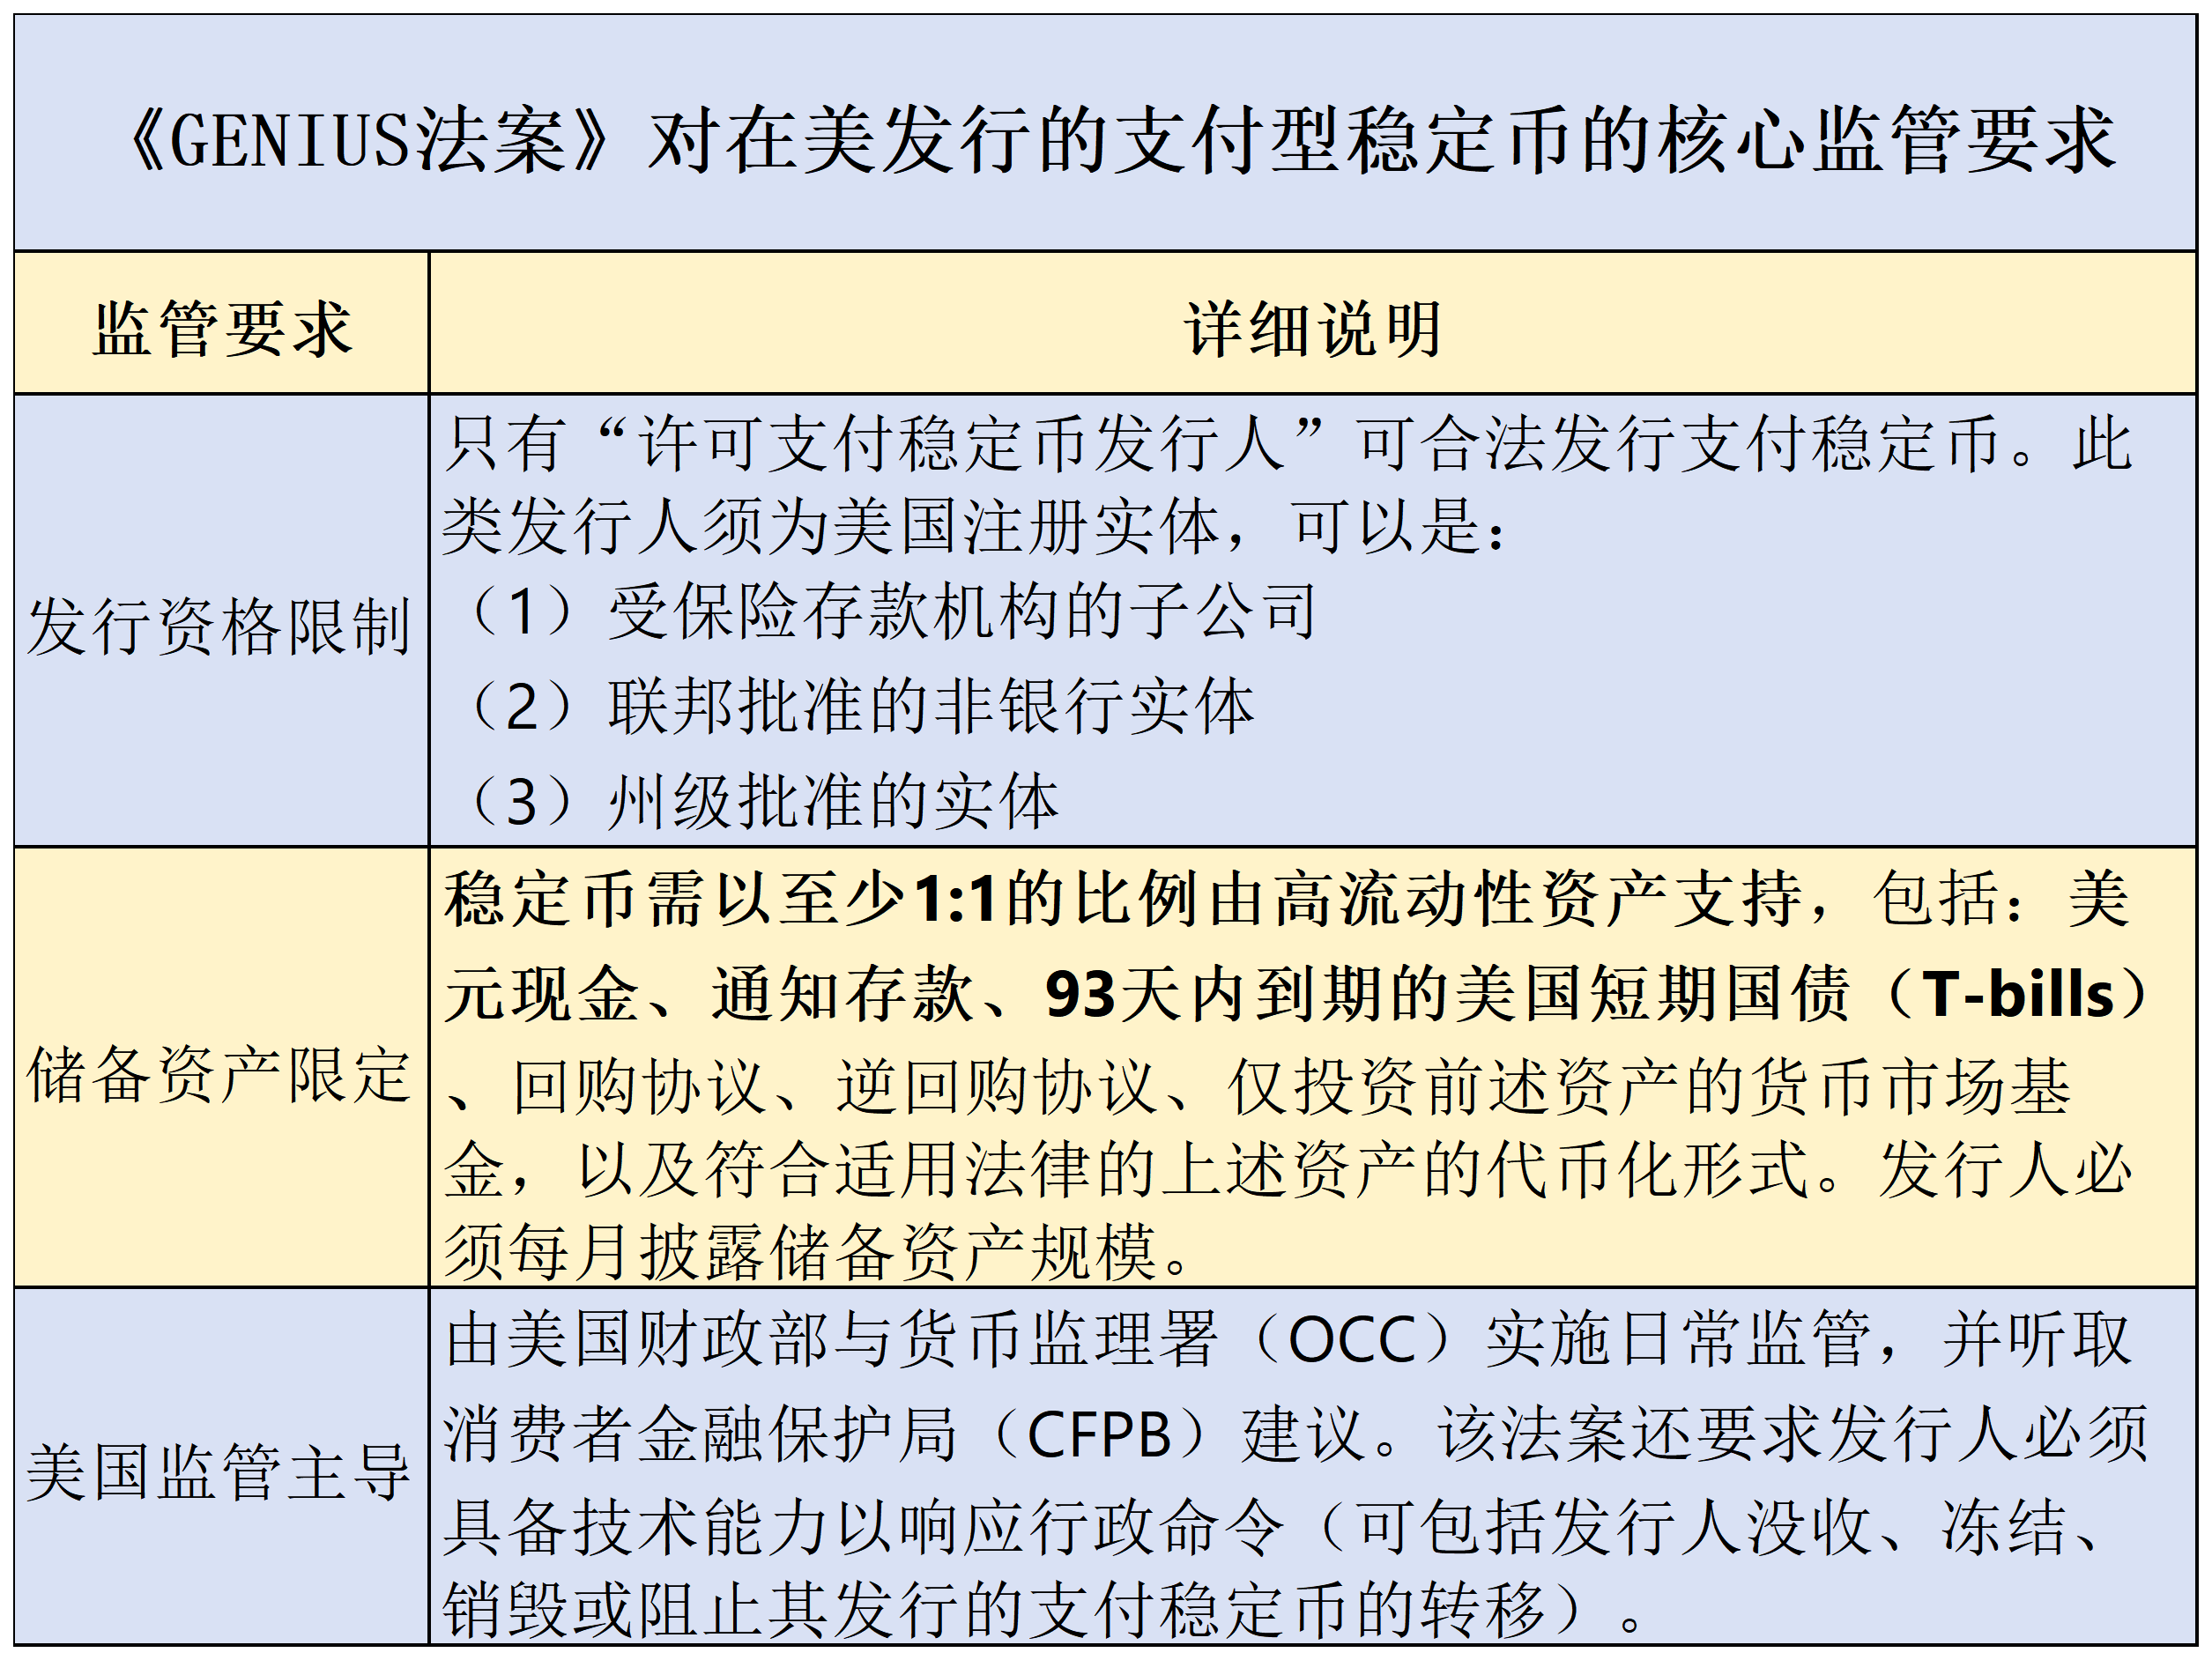 《GENIUS法案》对在美发行的支付型稳定币的核心监管要求
监管要求
详细说明
发行资格限制
只有“许可支付稳定币发行人”可合法发行支付稳定币。此
类发行人须为美国注册实体，可以是：
（1）受保险存款机构的子公司
（2）联邦批准的非银行实体
（3）州级批准的实体
储备资产限定
稳定币需以至少1:1的比例由高流动性资产支持，包括：美
元现金、通知存款、93天内到期的美国短期国债（T-bills）
、回购协议、逆回购协议、仅投资前述资产的货币市场基
金，以及符合适用法律的上述资产的代币化形式。发行人必
须每月披露储备资产规模。
美国监管主导
由美国财政部与货币监理署（OCC）实施日常监管，并听取
消费者金融保护局（CFPB）建议。该法案还要求发行人必须
具备技术能力以响应行政命令（可包括发行人没收、冻结、
销毁或阻止其发行的支付稳定币的转移）。